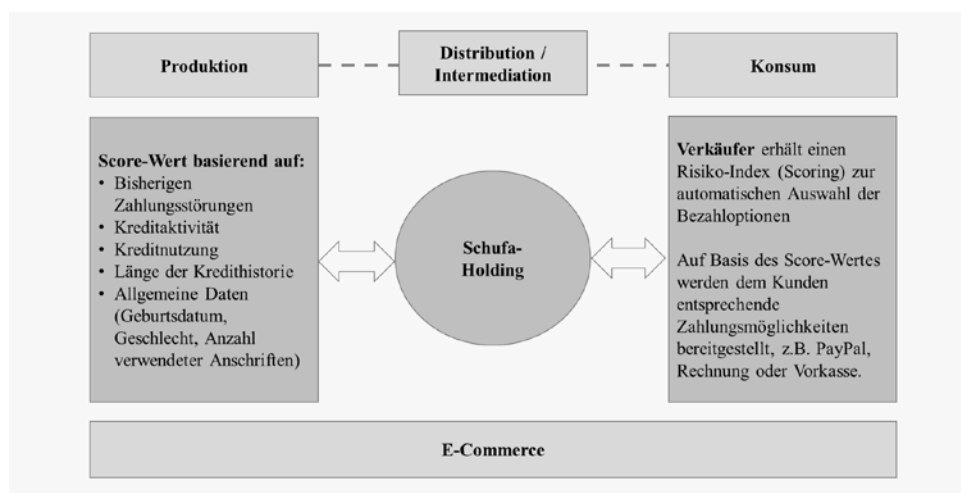 Produktion
Distribution /
Intermediation
Konsum
Score-Wert basierend auf:
• Bisherigen
Zahlungsstörungen
• Kreditaktivität
• Kreditnutzung
• Länge der Kredithistorie
• Allgemeine Daten
(Geburtsdatum,
Geschlecht, Anzahl
verwendeter Anschriften)
Schufa-
Holding
Verkäufer erhält einen
Risiko-Index (Scoring) zur
automatischen Auswahl der
Bezahloptionen
Auf Basis des Score-Wertes
werden dem Kunden
entsprechende
Zahlungsmöglichkeiten
bereitgestellt, z.B. PayPal,
Rechnung oder Vorkasse.
E-Commerce